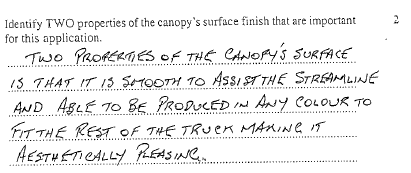 Identify TWO properties of the canopy's surface finish that are important 2
for this application.
TWO PROPERTIES OF THE CANOPY'S SURFACE
IS THAT IT IS SMOOTH TO ASSIST THE STREAMLINE
AND ABLE TO BE PRODUCED IN ANY COLOUR TO
FIT THE REST OF THE TRUCK MAKING IT
AESTHETICALLY PLEASING.